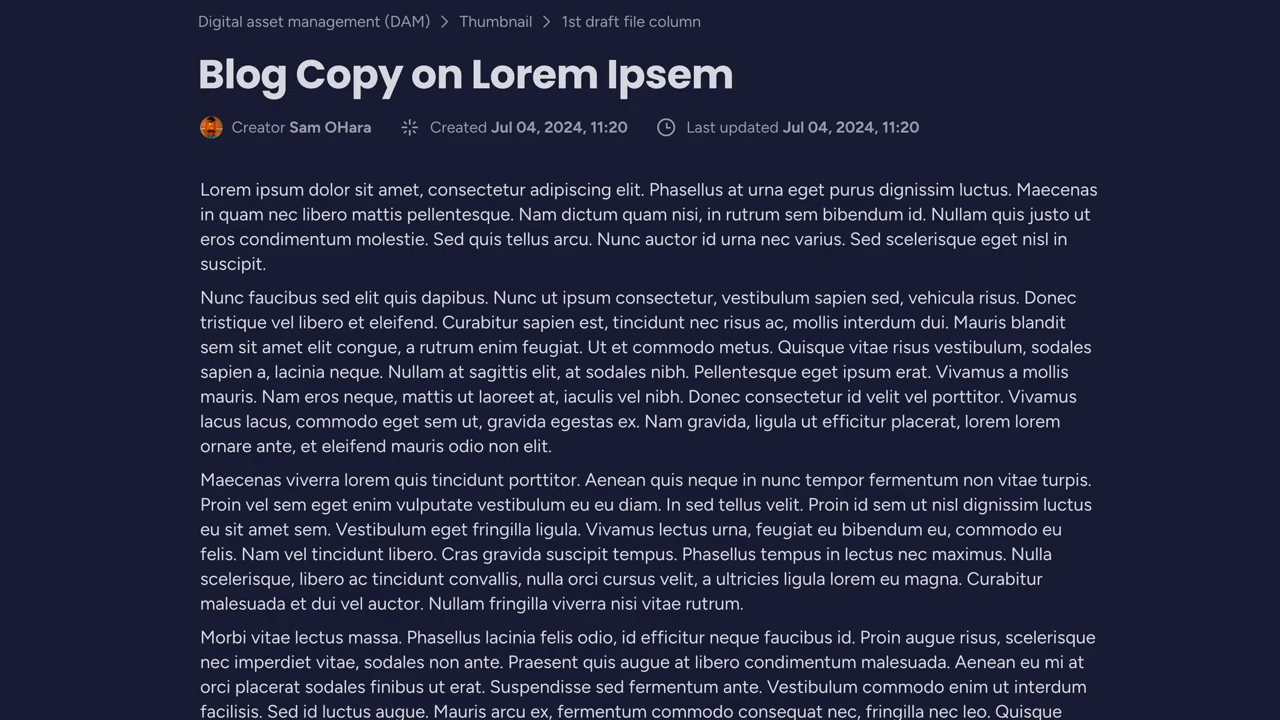 Digital asset management (DAM) > Thumbnail > 1st draft file column
Blog Copy on Lorem Ipsem
Creator Sam OHara Created Jul 04, 2024, 11:20 Last updated Jul 04, 2024, 11:20
Lorem ipsum dolor sit amet, consectetur adipiscing elit. Phasellus at urna eget purus dignissim luctus. Maecenas
in quam nec libero mattis pellentesque. Nam dictum quam nisi, in rutrum sem bibendum id. Nullam quis justo ut
eros condimentum molestie. Sed quis tellus arcu. Nunc auctor id urna nec varius. Sed scelerisque eget nisl in
suscipit.
Nunc faucibus sed elit quis dapibus. Nunc ut ipsum consectetur, vestibulum sapien sed, vehicula risus. Donec
tristique vel libero et eleifend. Curabitur sapien est, tincidunt nec risus ac, mollis interdum dui. Mauris blandit
sem sit amet elit congue, a rutrum enim feugiat. Ut et commodo metus. Quisque vitae risus vestibulum, sodales
sapien a, lacinia neque. Nullam at sagittis elit, at sodales nibh. Pellentesque eget ipsum erat. Vivamus a mollis
mauris. Nam eros neque, mattis ut laoreet at, iaculis vel nibh. Donec consectetur id velit vel porttitor. Vivamus
lacus lacus, commodo eget sem ut, gravida egestas ex. Nam gravida, ligula ut efficitur placerat, lorem lorem
ornare ante, et eleifend mauris odio non elit.
Maecenas viverra lorem quis tincidunt porttitor. Aenean quis neque in nunc tempor fermentum non vitae turpis.
Proin vel sem eget enim vulputate vestibulum eu eu diam. In sed tellus velit. Proin id sem ut nisl dignissim luctus
eu sit amet sem. Vestibulum eget fringilla ligula. Vivamus lectus urna, feugiat eu bibendum eu, commodo eu
felis. Nam vel tincidunt libero. Cras gravida suscipit tempus. Phasellus tempus in lectus nec maximus. Nulla
scelerisque, libero ac tincidunt convallis, nulla orci cursus velit, a ultricies ligula lorem eu magna. Curabitur
malesuada et dui vel auctor. Nullam fringilla viverra nisi vitae rutrum.
Morbi vitae lectus massa. Phasellus lacinia felis odio, id efficitur neque faucibus id. Proin augue risus, scelerisque
nec imperdiet vitae, sodales non ante. Praesent quis augue at libero condimentum malesuada. Aenean eu mi at
orci placerat sodales finibus ut erat. Suspendisse sed fermentum ante. Vestibulum commodo enim ut interdum
facilisis. Sed id luctus augue. Mauris arcu ex, fermentum commodo consequat nec, fringilla nec leo. Quisque